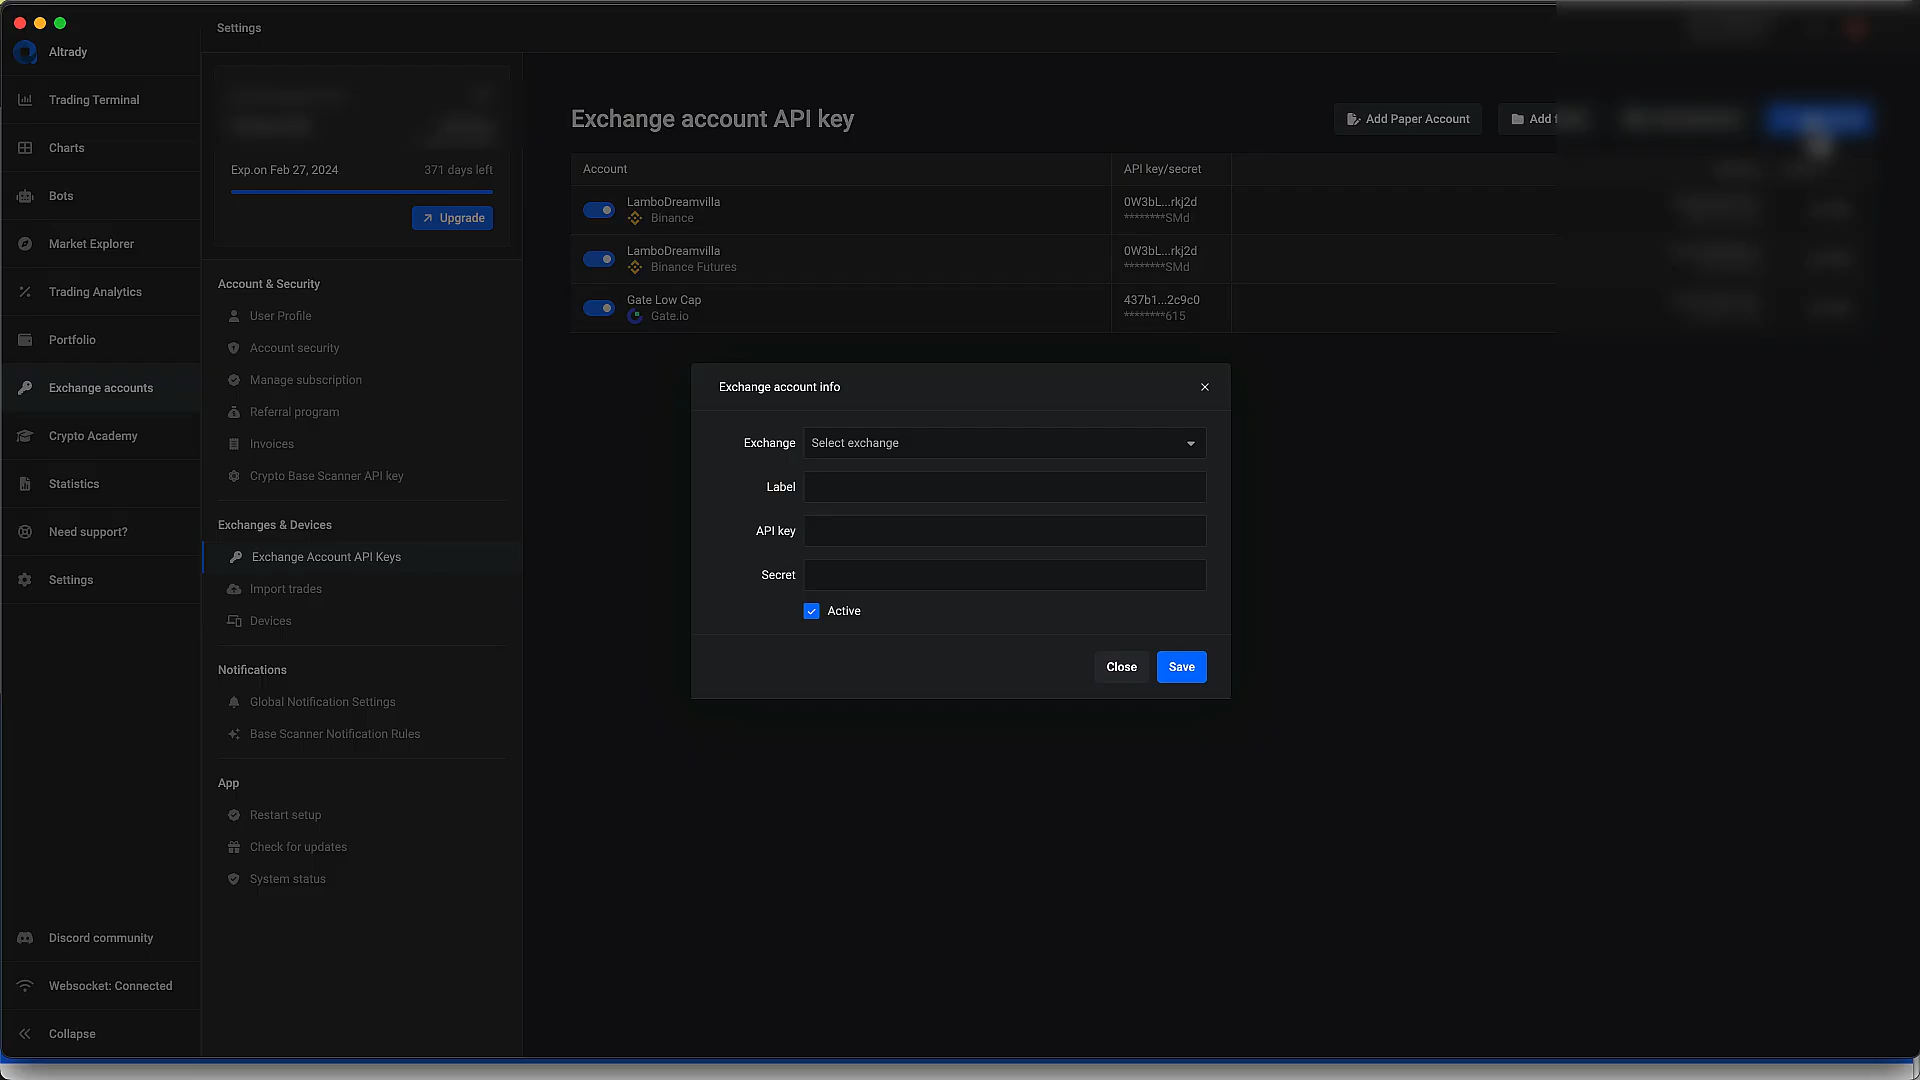 Settings
Altrady
Trading Terminal
Charts
Bots
Market Explorer
Trading Analytics
Portfolio
Exchange accounts
Crypto Academy
Statistics
Need support?
Settings
Discord community
Websocket: Connected
Collapse
Exp.on Feb 27, 2024
371 days left
Upgrade
Account & Security
User Profile
Account security
Manage subscription
Referral program
Invoices
Crypto Base Scanner API key
Exchanges & Devices
Exchange Account API Keys
Import trades
Devices
Notifications
Global Notification Settings
Base Scanner Notification Rules
App
Restart setup
Check for updates
System status
Exchange account API key
Add Paper Account
Add
Account
API key/secret
LamboDreamvilla
Binance
0W3bL...rkj2d
********SMd
LamboDreamvilla
Binance Futures
0W3bL...rkj2d
********SMd
Gate Low Cap
Gate.io
437b1...2c9c0
********615
Exchange account info
Exchange
Select exchange
Label
API key
Secret
Active
Close
Save